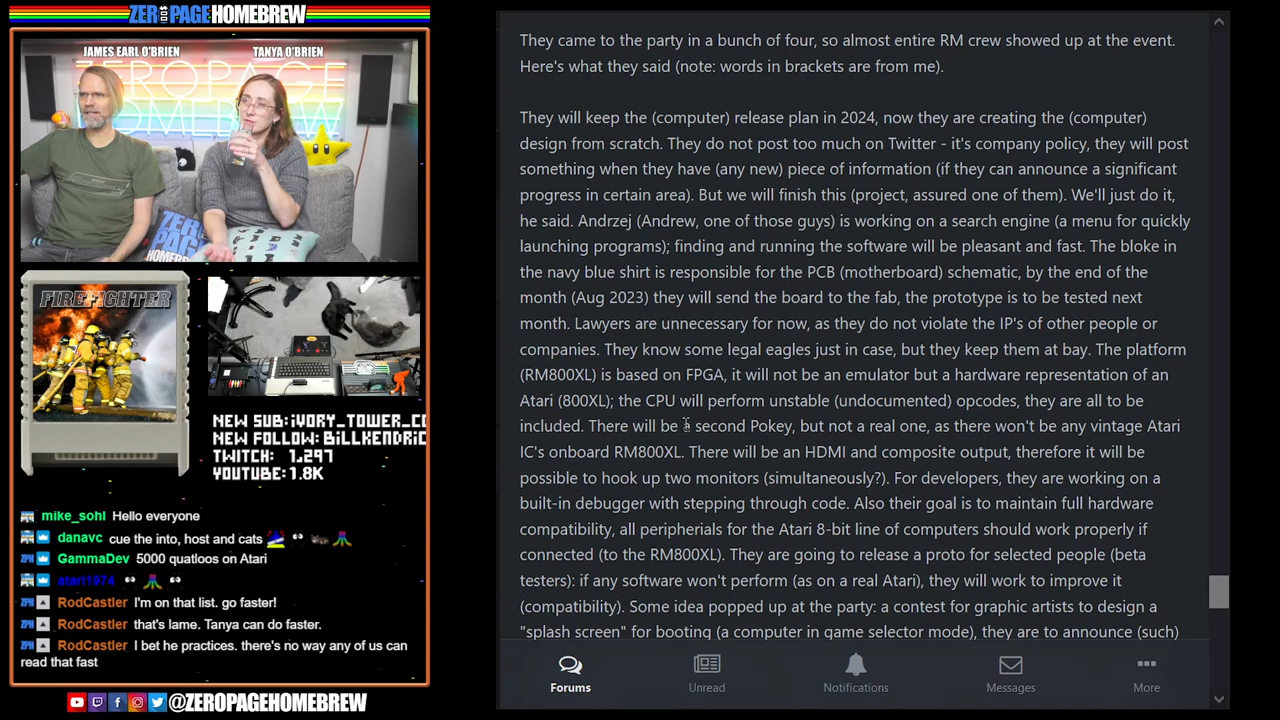 ZEROPAGE HOMEBREW
JAMES EARL O'BRIEN
TANYA O'BRIEN
ZEROPAGE
HOMEBREW
ZERO
PAGE
HOMEBREW
FIREFIGHTER
NEW SUB: IVORY_TOWER_CO
NEW FOLLOW: BILLKENDRIC
TWITCH: 1,297
YOUTUBE: 1.8K
mike_sohl Hello everyone
danavc cue the into, host and cats
GammaDev 5000 quatloos on Atari
atari1974
RodCastler I'm on that list. go faster!
RodCastler that's lame. Tanya can do faster.
RodCastler I bet he practices. there's no way any of us can
read that fast
@ZEROPAGEHOMEBREW
They came to the party in a bunch of four, so almost entire RM crew showed up at the event.
Here's what they said (note: words in brackets are from me).
They will keep the (computer) release plan in 2024, now they are creating the (computer)
design from scratch. They do not post too much on Twitter - it's company policy, they will post
something when they have (any new) piece of information (if they can announce a significant
progress in certain area). But we will finish this (project, assured one of them). We'll just do it,
he said. Andrzej (Andrew, one of those guys) is working on a search engine (a menu for quickly
launching programs); finding and running the software will be pleasant and fast. The bloke in
the navy blue shirt is responsible for the PCB (motherboard) schematic, by the end of the
month (Aug 2023) they will send the board to the fab, the prototype is to be tested next
month. Lawyers are unnecessary for now, as they do not violate the IP's of other people or
companies. They know some legal eagles just in case, but they keep them at bay. The platform
(RM800XL) is based on FPGA, it will not be an emulator but a hardware representation of an
Atari (800XL); the CPU will perform unstable (undocumented) opcodes, they are all to be
included. There will be a second Pokey, but not a real one, as there won't be any vintage Atari
IC's onboard RM800XL. There will be an HDMI and composite output, therefore it will be
possible to hook up two monitors (simultaneously?). For developers, they are working on a
built-in debugger with stepping through code. Also their goal is to maintain full hardware
compatibility, all peripherials for the Atari 8-bit line of computers should work properly if
connected (to the RM800XL). They are going to release a proto for selected people (beta
testers): if any software won't perform (as on a real Atari), they will work to improve it
(compatibility). Some idea popped up at the party: a contest for graphic artists to design a
"splash screen" for booting (a computer in game selector mode), they are to announce (such)
Forums
Unread
Notifications
Messages
More